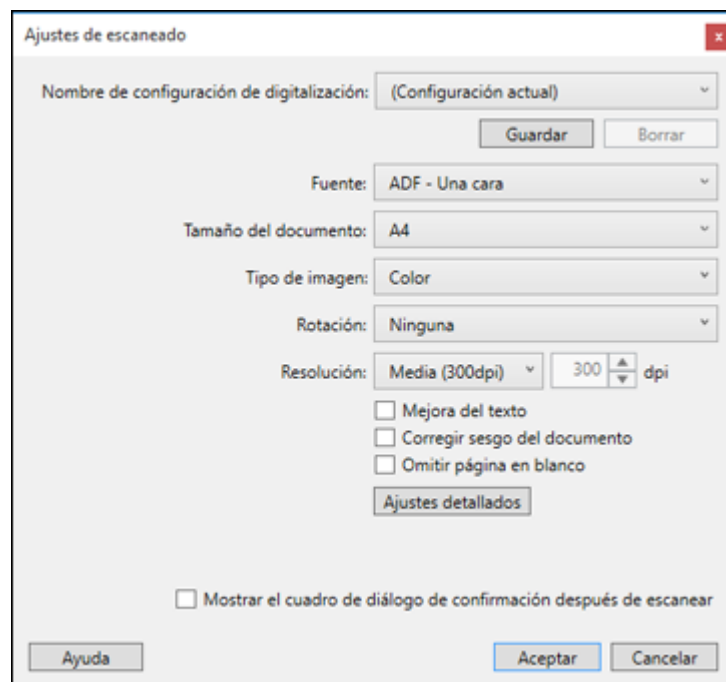 Ajustes de escaneado
Nombre de configuración de digitalización: (Configuración actual)
Guardar Borrar
Fuente: ADF - Una cara
Tamaño del documento: A4
Tipo de imagen: Color
Rotación: Ninguna
Resolución: Media (300dpi) 300 dpi
Mejora del texto
Corregir sesgo del documento
Omitir página en blanco
Ajustes detallados
Mostrar el cuadro de diálogo de confirmación después de escanear
Ayuda Aceptar Cancelar